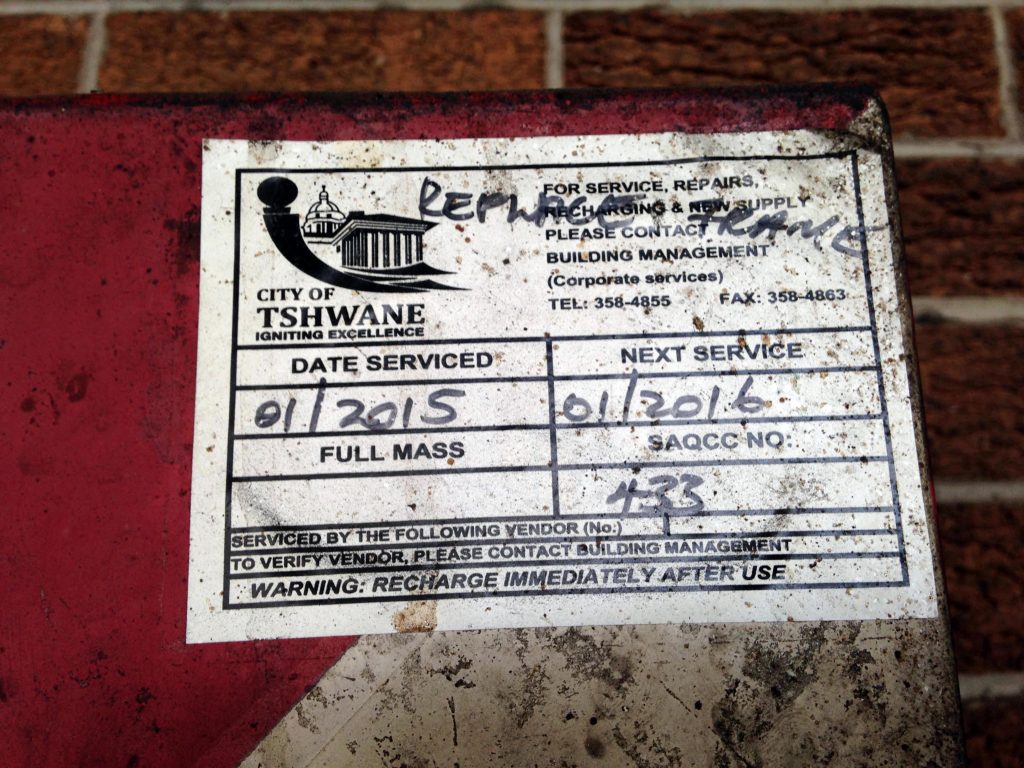 CITY OF
TSHWANE
IGNITING EXCELLENCE
FOR SERVICE, REPAIRS,
RECHARGING & NEW SUPPLY
PLEASE CONTACT
BUILDING MANAGEMENT
(Corporate services)
TEL: 358-4855 FAX: 358-4863
DATE SERVICED NEXT SERVICE
01/2015 01/2016
FULL MASS SAQCC NO:
433
SERVICED BY THE FOLLOWING VENDOR (No:)
TO VERIFY VENDOR, PLEASE CONTACT BUILDING MANAGEMENT
WARNING: RECHARGE IMMEDIATELY AFTER USE